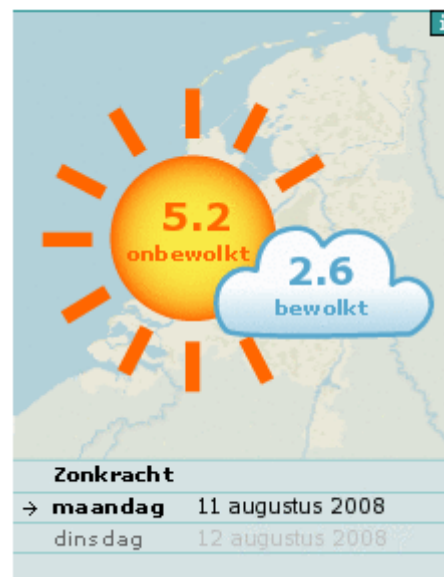 i
5.2
onbewolkt
2.6
bewolkt
Zonkracht
→ maandag 11 augustus 2008
dinsdag 12 augustus 2008